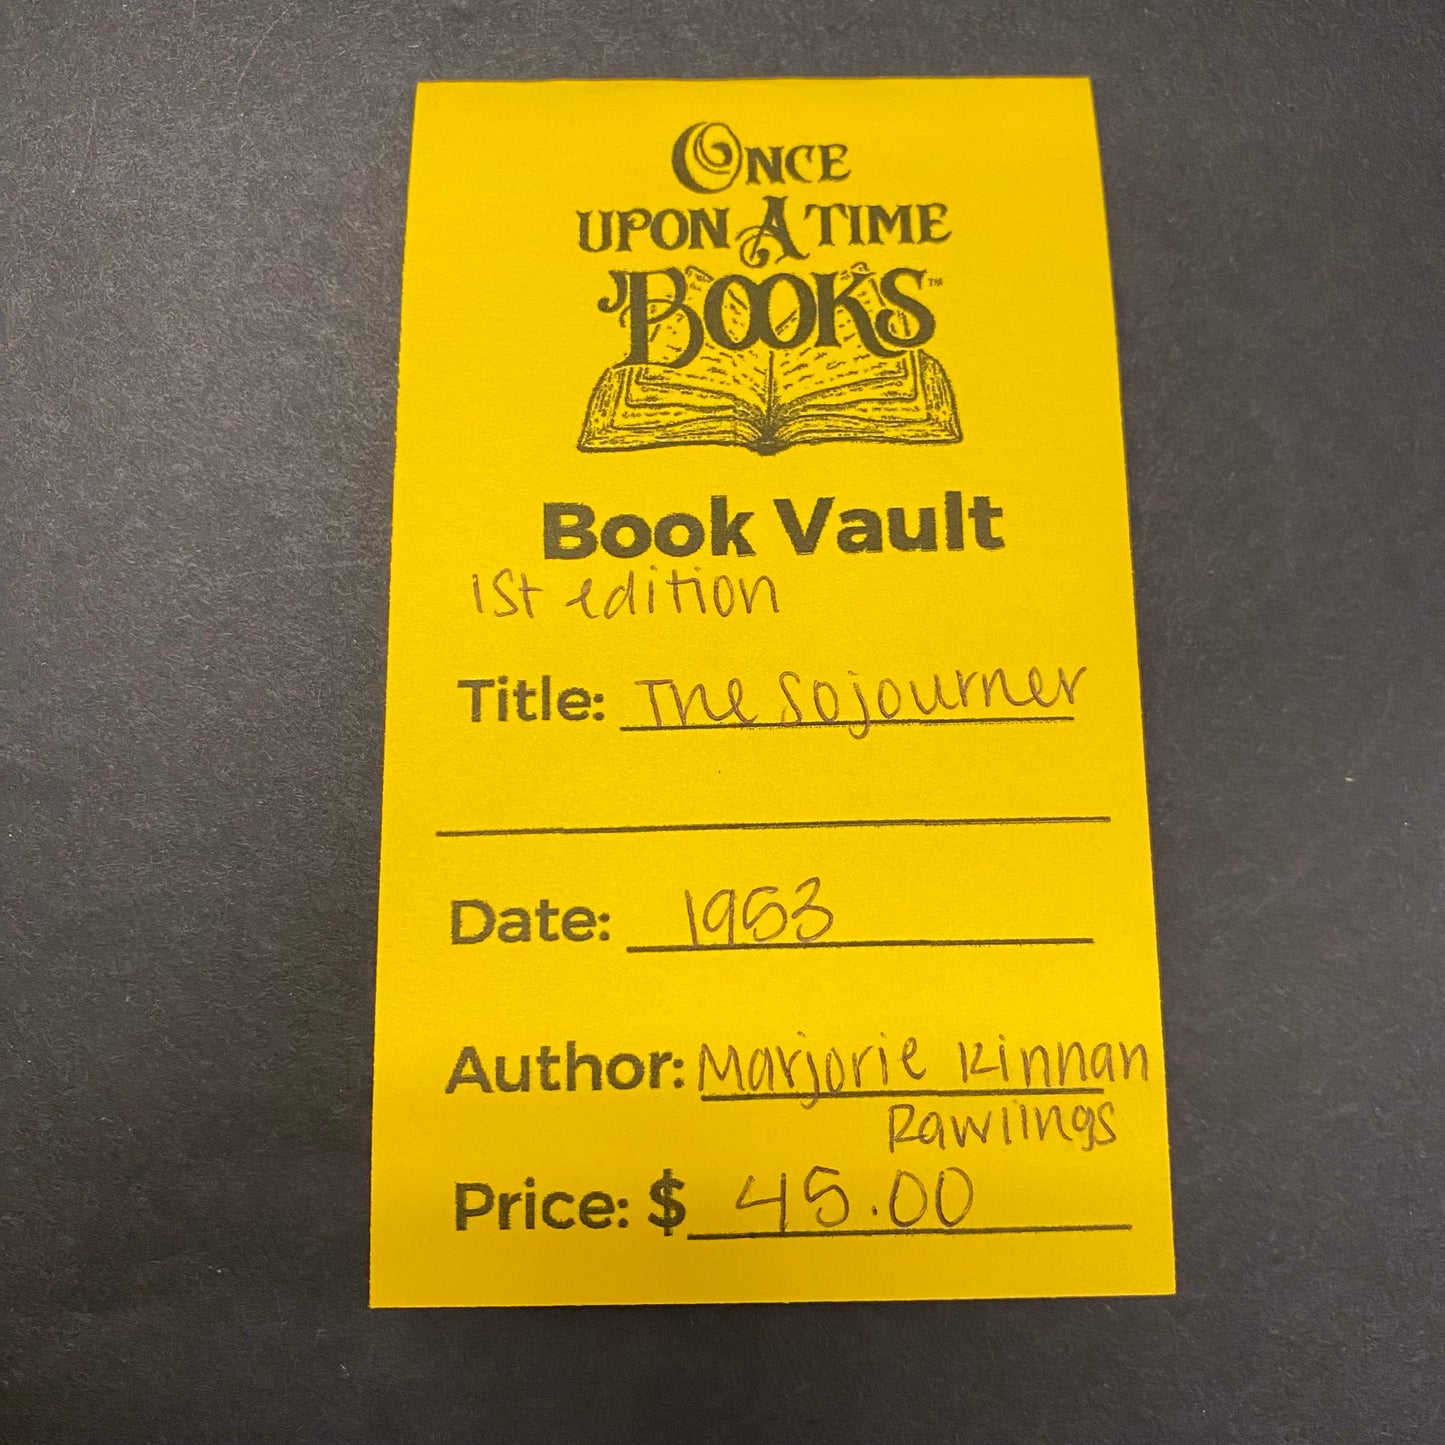 ONCE
UPON A TIME
BOOKS™
Book Vault
1st edition
Title: The Sojourner
Date: 1953
Author: Marjorie Kinnan
Rawlings
Price: $ 45.00